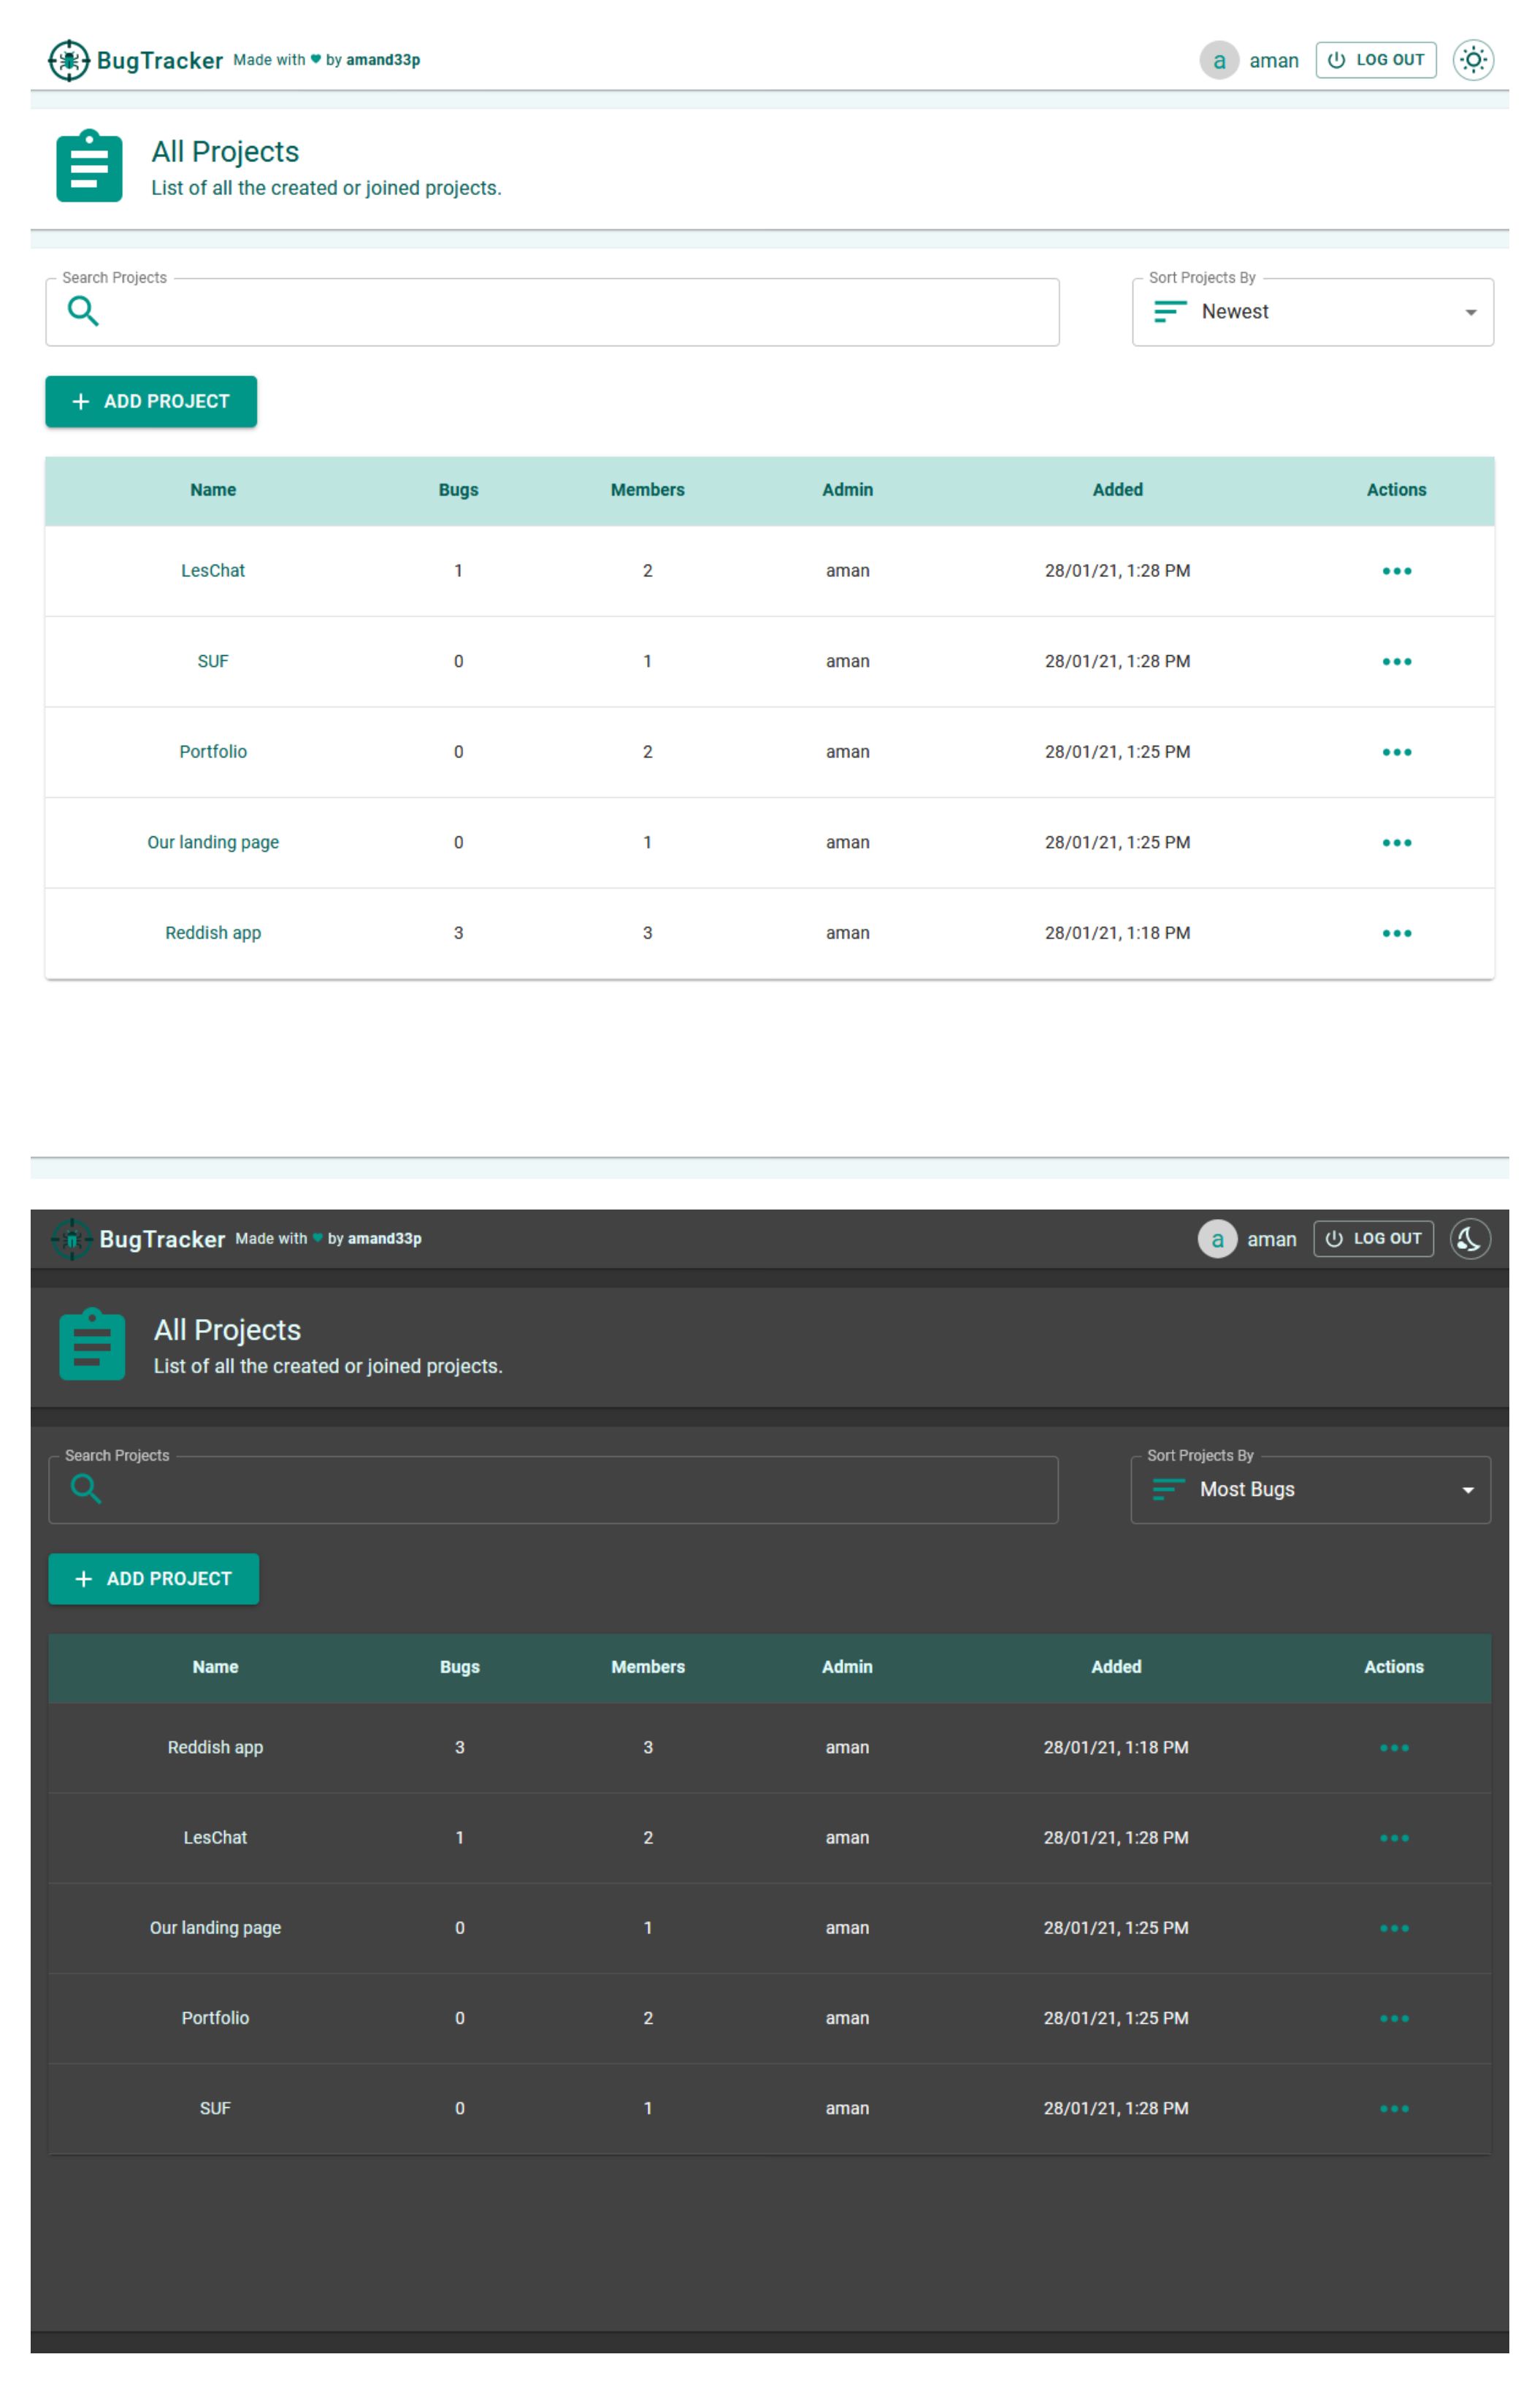 BugTracker Made with ♥ by amand33p a aman LOG OUT
All Projects
List of all the created or joined projects.
Search Projects Sort Projects By
Newest
+ ADD PROJECT
Name Bugs Members Admin Added Actions
LesChat 1 2 aman 28/01/21, 1:28 PM •••
SUF 0 1 aman 28/01/21, 1:28 PM •••
Portfolio 0 2 aman 28/01/21, 1:25 PM •••
Our landing page 0 1 aman 28/01/21, 1:25 PM •••
Reddish app 3 3 aman 28/01/21, 1:18 PM •••
BugTracker Made with ♥ by amand33p a aman LOG OUT
All Projects
List of all the created or joined projects.
Search Projects Sort Projects By
Most Bugs
+ ADD PROJECT
Name Bugs Members Admin Added Actions
Reddish app 3 3 aman 28/01/21, 1:18 PM •••
LesChat 1 2 aman 28/01/21, 1:28 PM •••
Our landing page 0 1 aman 28/01/21, 1:25 PM •••
Portfolio 0 2 aman 28/01/21, 1:25 PM •••
SUF 0 1 aman 28/01/21, 1:28 PM •••